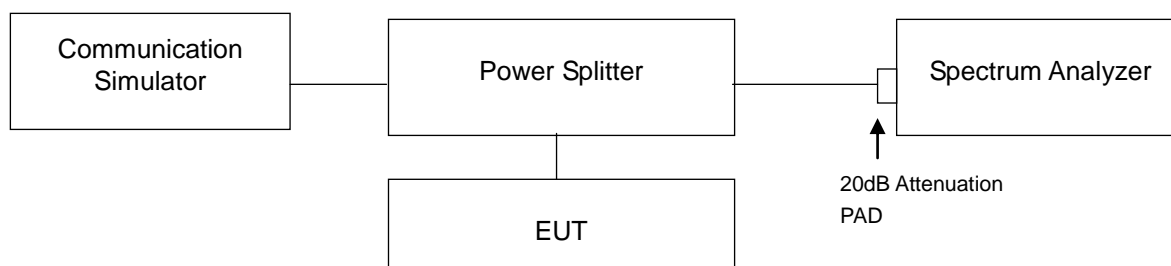 Communication
Simulator
Power Splitter
Spectrum Analyzer
20dB Attenuation
PAD
EUT